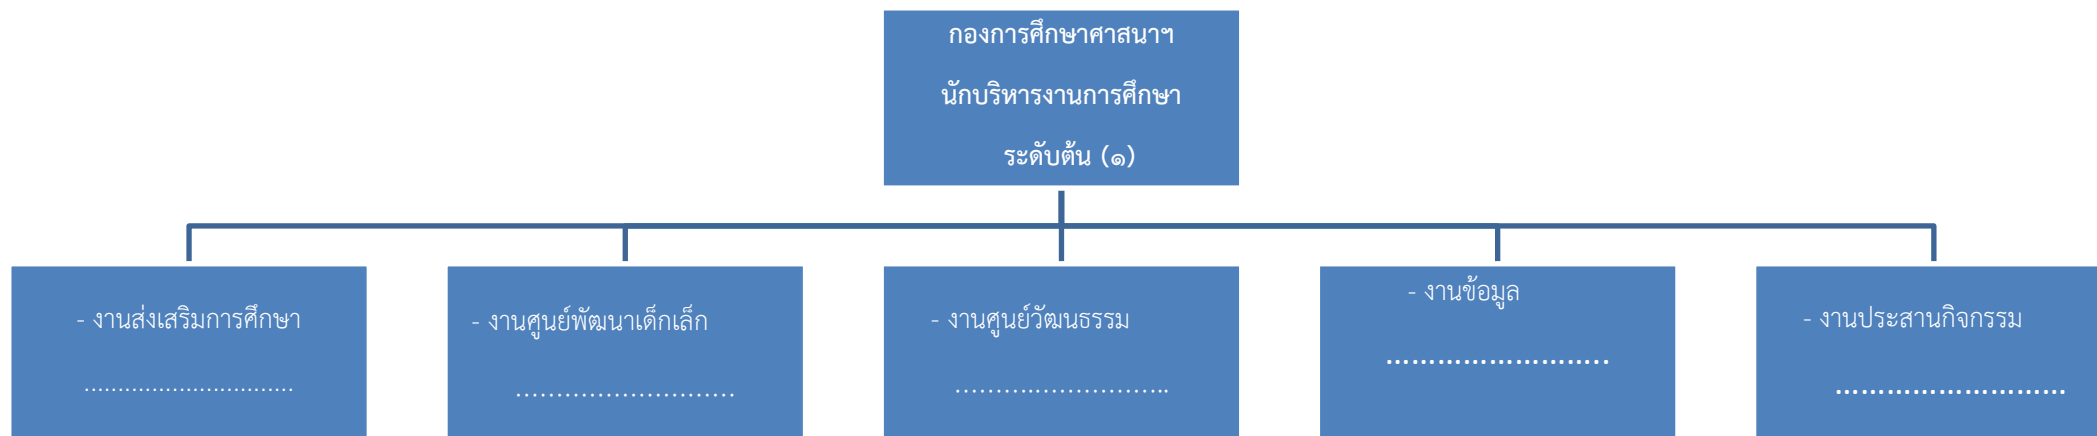 กองการศึกษาศาสนาฯ
นักบริหารงานการศึกษา
ระดับต้น (๑)
- งานส่งเสริมการศึกษา
...............................
- งานศูนย์พัฒนาเด็กเล็ก
...........................
- งานศูนย์วัฒนธรรม
..........................
- งานข้อมูล
..........................
- งานประสานกิจกรรม
...........................